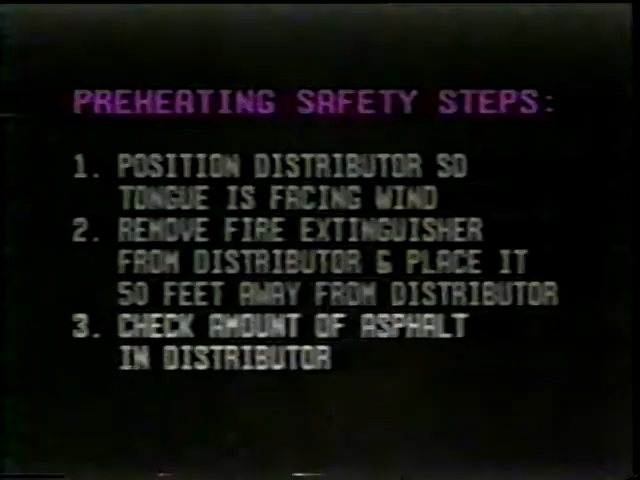 PREHEATING SAFETY STEPS:
1. POSITION DISTRIBUTOR SO
TONGUE IS FACING WIND
2. REMOVE FIRE EXTINGUISHER
FROM DISTRIBUTOR & PLACE IT
50 FEET AWAY FROM DISTRIBUTOR
3. CHECK AMOUNT OF ASPHALT
IN DISTRIBUTOR